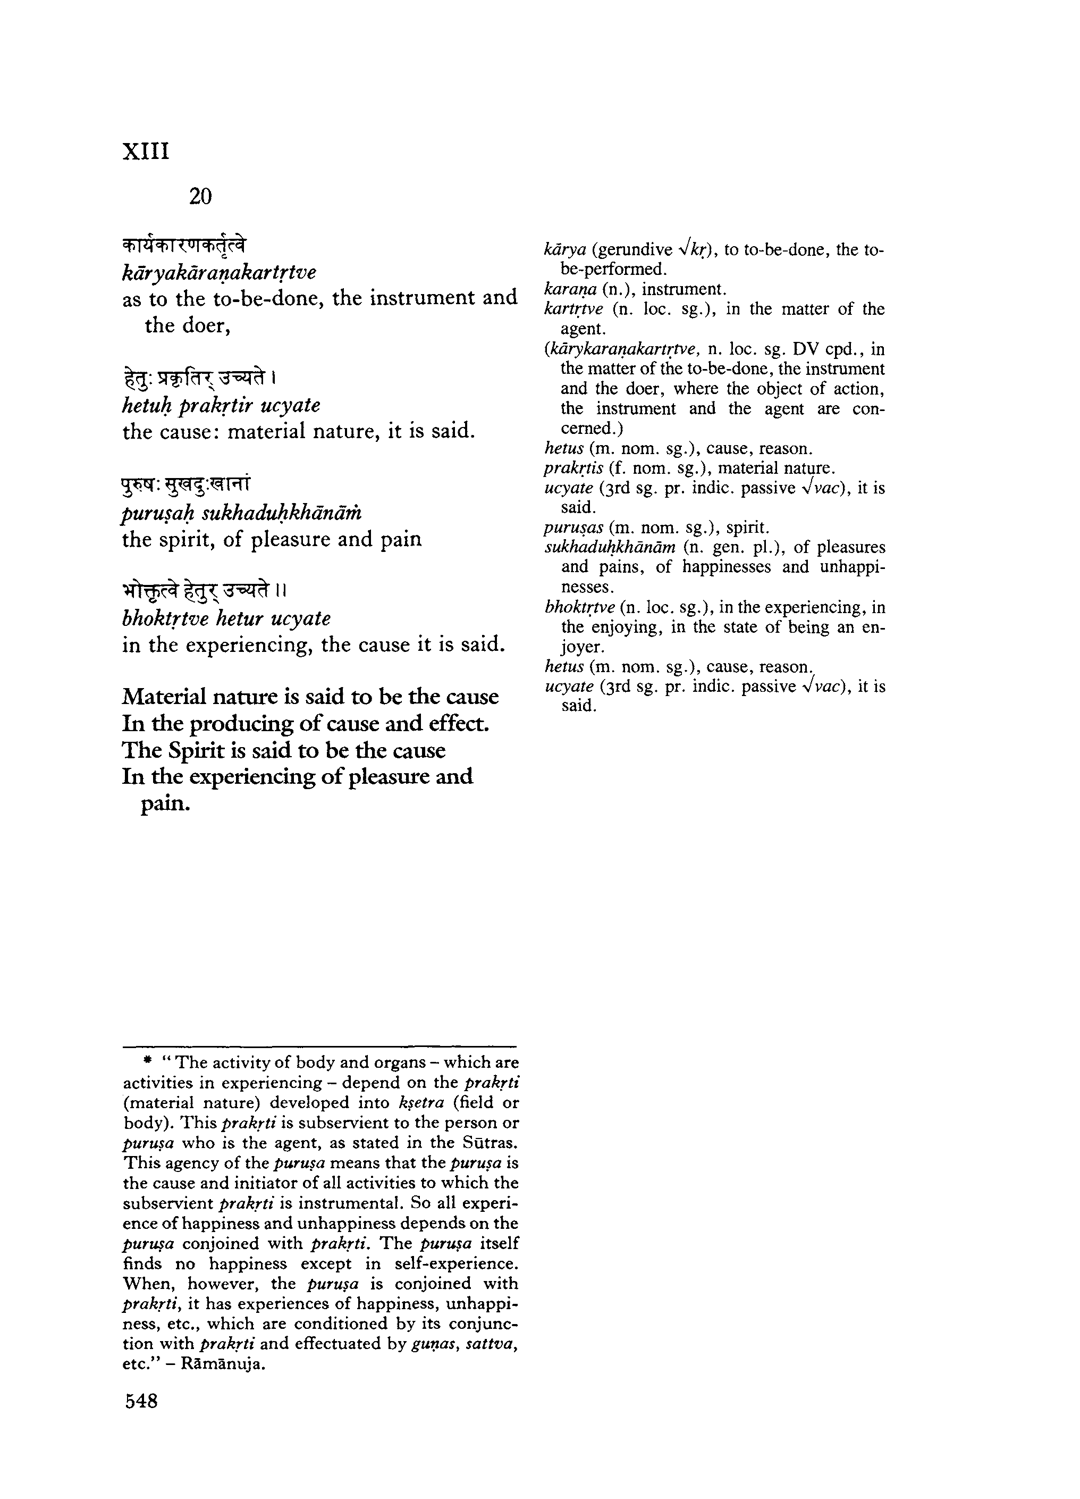 XIII
20
कार्यकारणकर्तृत्वे
kāryakāraṇakartṛtve
as to the to-be-done, the instrument and
the doer,
हेतुः प्रकृतिर् उच्यते ।
hetuḥ prakṛtir ucyate
the cause: material nature, it is said.
पुरुषः सुखदुःखानां
puruṣaḥ sukhaduḥkhānāṁ
the spirit, of pleasure and pain
भोक्तृत्वे हेतुर् उच्यते ॥
bhoktṛtve hetur ucyate
in the experiencing, the cause it is said.
Material nature is said to be the cause
In the producing of cause and effect.
The Spirit is said to be the cause
In the experiencing of pleasure and
pain.
kārya (gerundive √kṛ), to to-be-done, the to-
be-performed.
karaṇa (n.), instrument.
kartṛtve (n. loc. sg.), in the matter of the
agent.
(kārykaraṇakartṛtve, n. loc. sg. DV cpd., in
the matter of the to-be-done, the instrument
and the doer, where the object of action,
the instrument and the agent are con-
cerned.)
hetus (m. nom. sg.), cause, reason.
prakṛtis (f. nom. sg.), material nature.
ucyate (3rd sg. pr. indic. passive √vac), it is
said.
puruṣas (m. nom. sg.), spirit.
sukhaduḥkhānām (n. gen. pl.), of pleasures
and pains, of happinesses and unhappi-
nesses.
bhoktṛtve (n. loc. sg.), in the experiencing, in
the enjoying, in the state of being an en-
joyer.
hetus (m. nom. sg.), cause, reason.
ucyate (3rd sg. pr. indic. passive √vac), it is
said.
* “The activity of body and organs – which are
activities in experiencing – depend on the prakṛti
(material nature) developed into kṣetra (field or
body). This prakṛti is subservient to the person or
puruṣa who is the agent, as stated in the Sūtras.
This agency of the puruṣa means that the puruṣa is
the cause and initiator of all activities to which the
subservient prakṛti is instrumental. So all experi-
ence of happiness and unhappiness depends on the
puruṣa conjoined with prakṛti. The puruṣa itself
finds no happiness except in self-experience.
When, however, the puruṣa is conjoined with
prakṛti, it has experiences of happiness, unhappi-
ness, etc., which are conditioned by its conjunc-
tion with prakṛti and effectuated by guṇas, sattva,
etc.” – Rāmānuja.
548